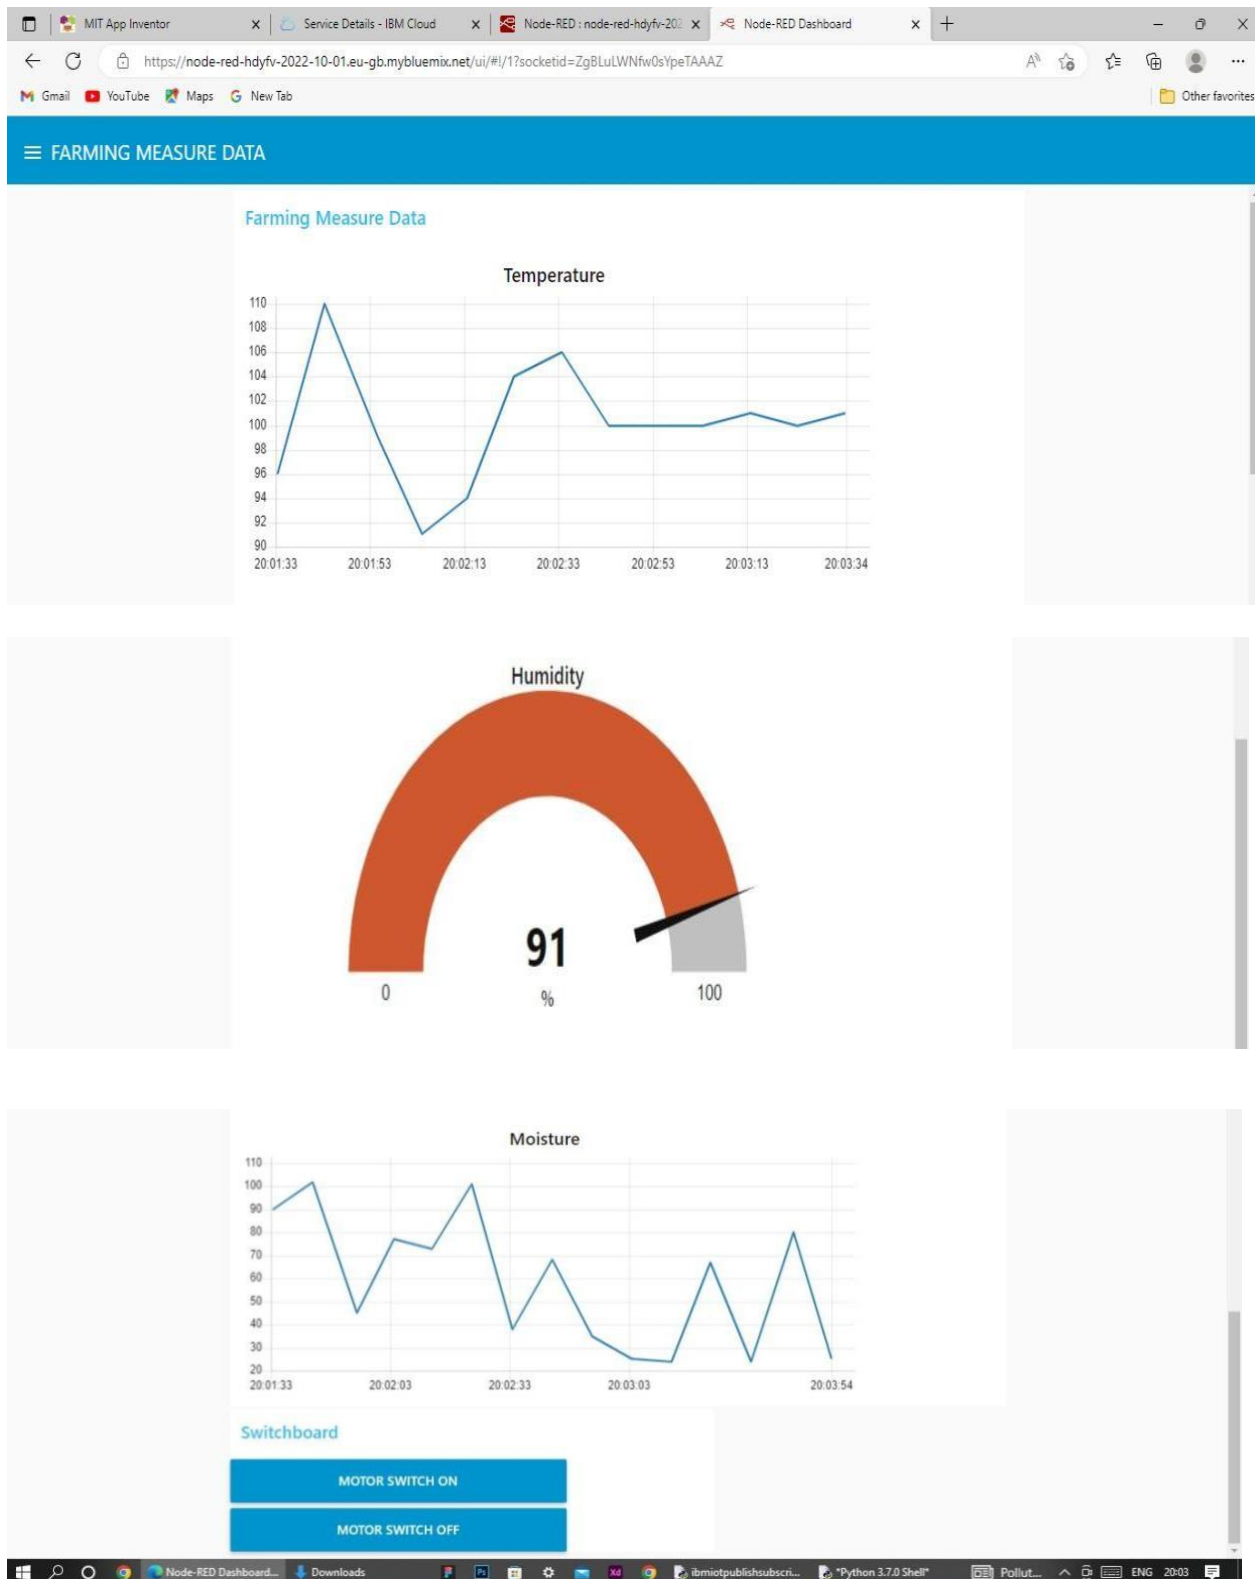 MIT App Inventor
Service Details - IBM Cloud
Node-RED : node-red-hdyfv-202
Node-RED Dashboard
https://node-red-hdyfv-2022-10-01.eu-gb.mybluemix.net/ui/#!/1?socketid=ZgBLuLWNfw0sYpeTAAAZ
Gmail YouTube Maps New Tab Other favorites
FARMING MEASURE DATA
Farming Measure Data
Temperature
110
108
106
104
102
100
98
96
94
92
90
20:01:33 20:01:53 20:02:13 20:02:33 20:02:53 20:03:13 20:03:34
Humidity
91
0 % 100
Moisture
110
100
90
80
70
60
50
40
30
20
20:01:33 20:02:03 20:02:33 20:03:03 20:03:54
Switchboard
MOTOR SWITCH ON
MOTOR SWITCH OFF
Node-RED Dashboard... Downloads ibmiotpublishsubscri... *Python 3.7.0 Shell* Pollut... ENG 20:03